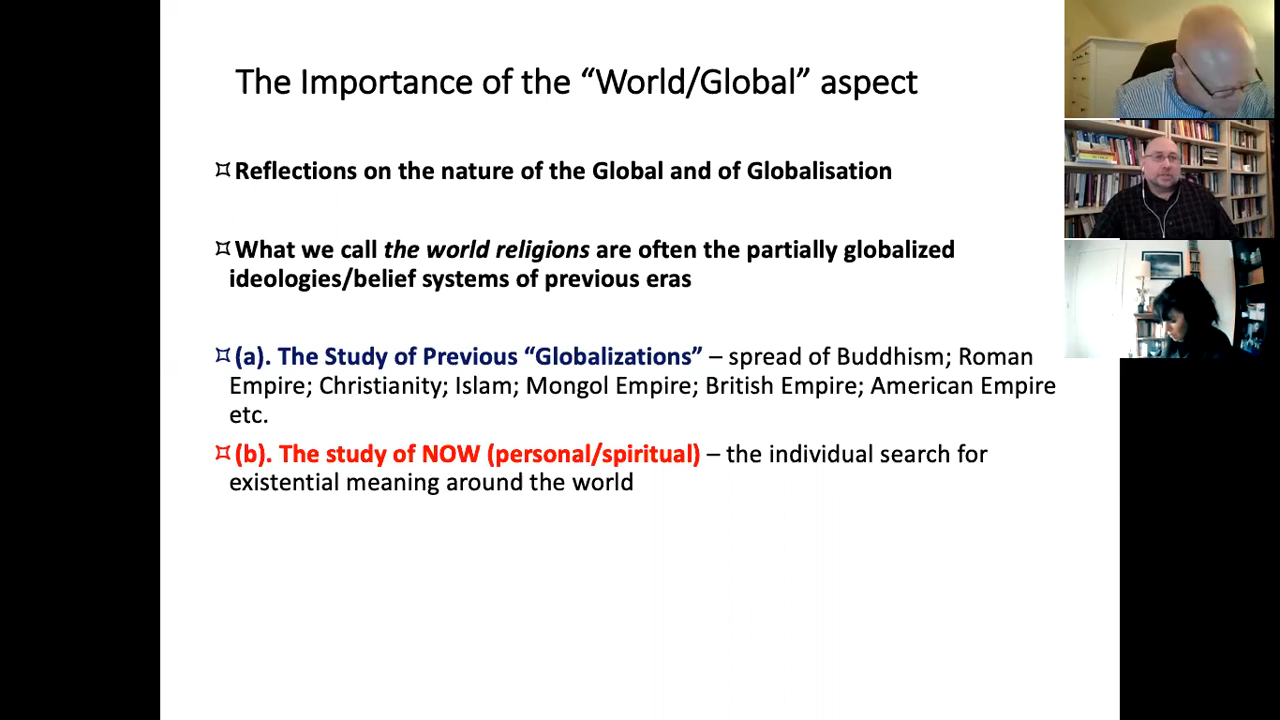 The Importance of the “World/Global” aspect
¤Reflections on the nature of the Global and of Globalisation
¤What we call the world religions are often the partially globalized
ideologies/belief systems of previous eras
¤(a). The Study of Previous “Globalizations” – spread of Buddhism; Roman
Empire; Christianity; Islam; Mongol Empire; British Empire; American Empire
etc.
¤(b). The study of NOW (personal/spiritual) – the individual search for
existential meaning around the world